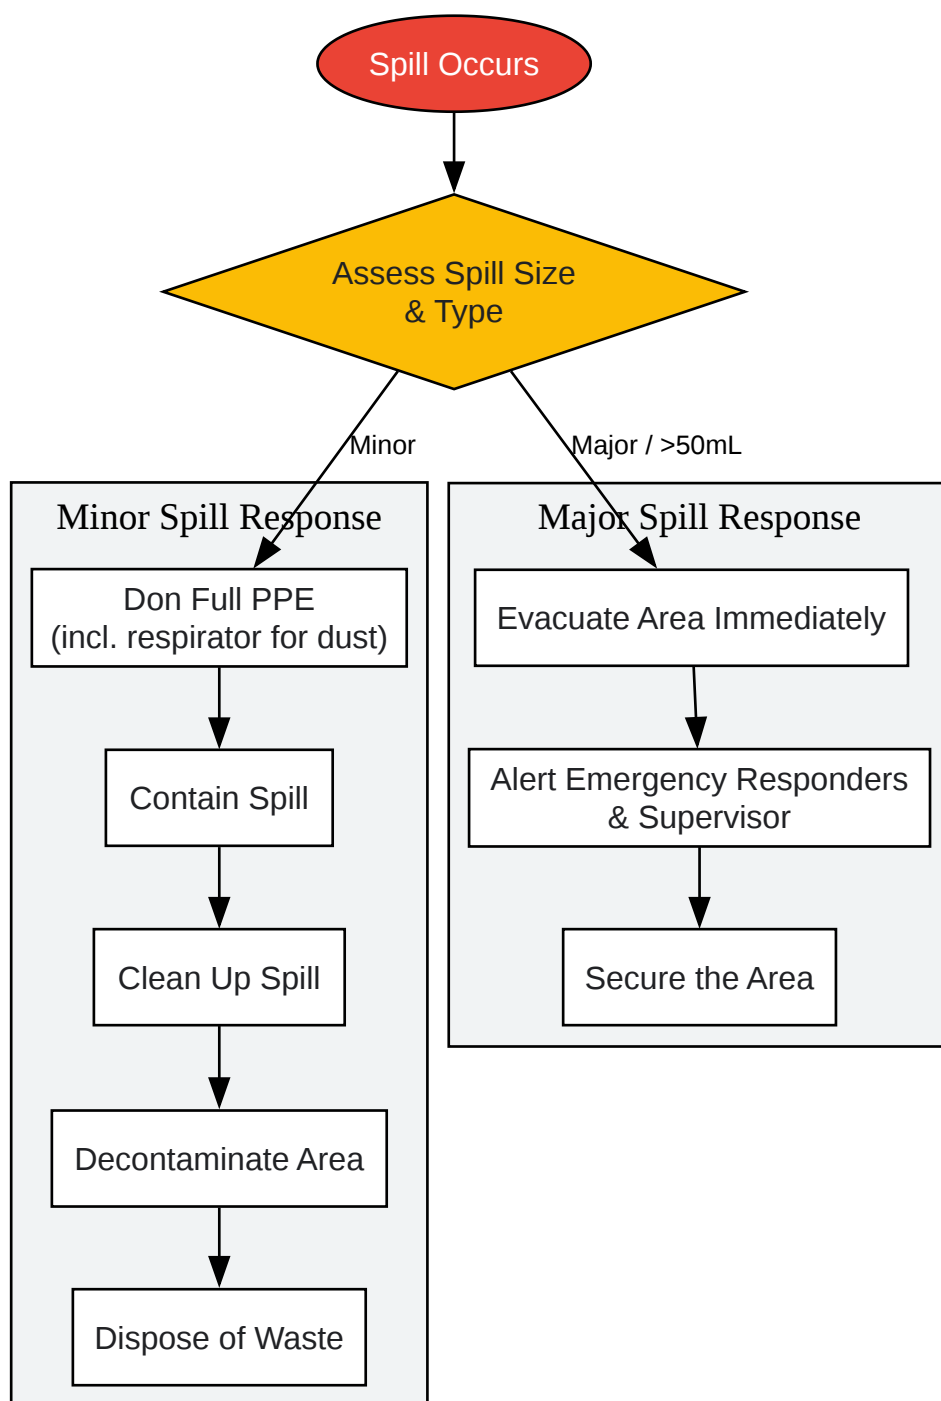 Spill Occurs
Assess Spill Size
& Type
Minor
Major / >50mL
Minor Spill Response
Don Full PPE
(incl. respirator for dust)
Contain Spill
Clean Up Spill
Decontaminate Area
Dispose of Waste
Major Spill Response
Evacuate Area Immediately
Alert Emergency Responders
& Supervisor
Secure the Area